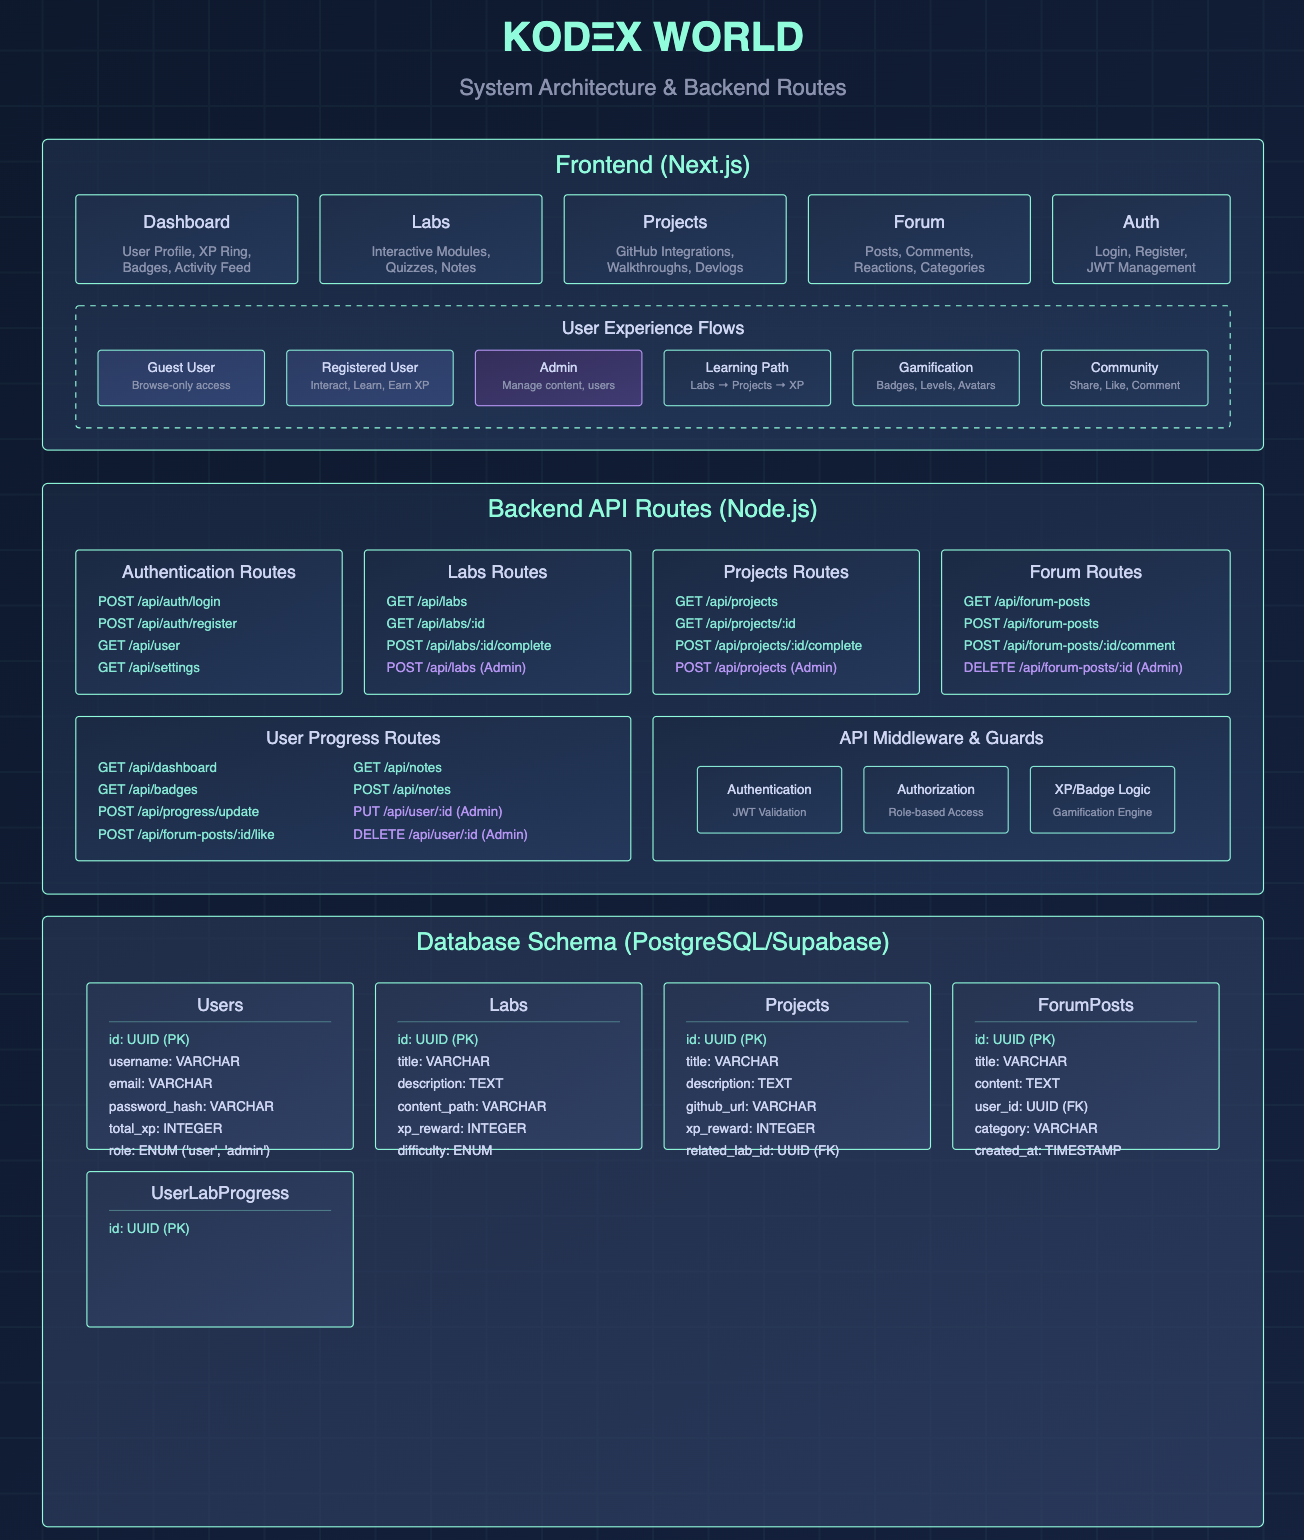 KODΞX WORLD
System Architecture & Backend Routes
Frontend (Next.js)
Dashboard
User Profile, XP Ring,
Badges, Activity Feed
Labs
Interactive Modules,
Quizzes, Notes
Projects
GitHub Integrations,
Walkthroughs, Devlogs
Forum
Posts, Comments,
Reactions, Categories
Auth
Login, Register,
JWT Management
User Experience Flows
Guest User
Browse-only access
Registered User
Interact, Learn, Earn XP
Admin
Manage content, users
Learning Path
Labs → Projects → XP
Gamification
Badges, Levels, Avatars
Community
Share, Like, Comment
Backend API Routes (Node.js)
Authentication Routes
POST /api/auth/login
POST /api/auth/register
GET /api/user
GET /api/settings
Labs Routes
GET /api/labs
GET /api/labs/:id
POST /api/labs/:id/complete
POST /api/labs (Admin)
Projects Routes
GET /api/projects
GET /api/projects/:id
POST /api/projects/:id/complete
POST /api/projects (Admin)
Forum Routes
GET /api/forum-posts
POST /api/forum-posts
POST /api/forum-posts/:id/comment
DELETE /api/forum-posts/:id (Admin)
User Progress Routes
GET /api/dashboard
GET /api/badges
POST /api/progress/update
POST /api/forum-posts/:id/like
GET /api/notes
POST /api/notes
PUT /api/user/:id (Admin)
DELETE /api/user/:id (Admin)
API Middleware & Guards
Authentication
JWT Validation
Authorization
Role-based Access
XP/Badge Logic
Gamification Engine
Database Schema (PostgreSQL/Supabase)
Users
id: UUID (PK)
username: VARCHAR
email: VARCHAR
password_hash: VARCHAR
total_xp: INTEGER
role: ENUM ('user', 'admin')
Labs
id: UUID (PK)
title: VARCHAR
description: TEXT
content_path: VARCHAR
xp_reward: INTEGER
difficulty: ENUM
Projects
id: UUID (PK)
title: VARCHAR
description: TEXT
github_url: VARCHAR
xp_reward: INTEGER
related_lab_id: UUID (FK)
ForumPosts
id: UUID (PK)
title: VARCHAR
content: TEXT
user_id: UUID (FK)
category: VARCHAR
created_at: TIMESTAMP
UserLabProgress
id: UUID (PK)